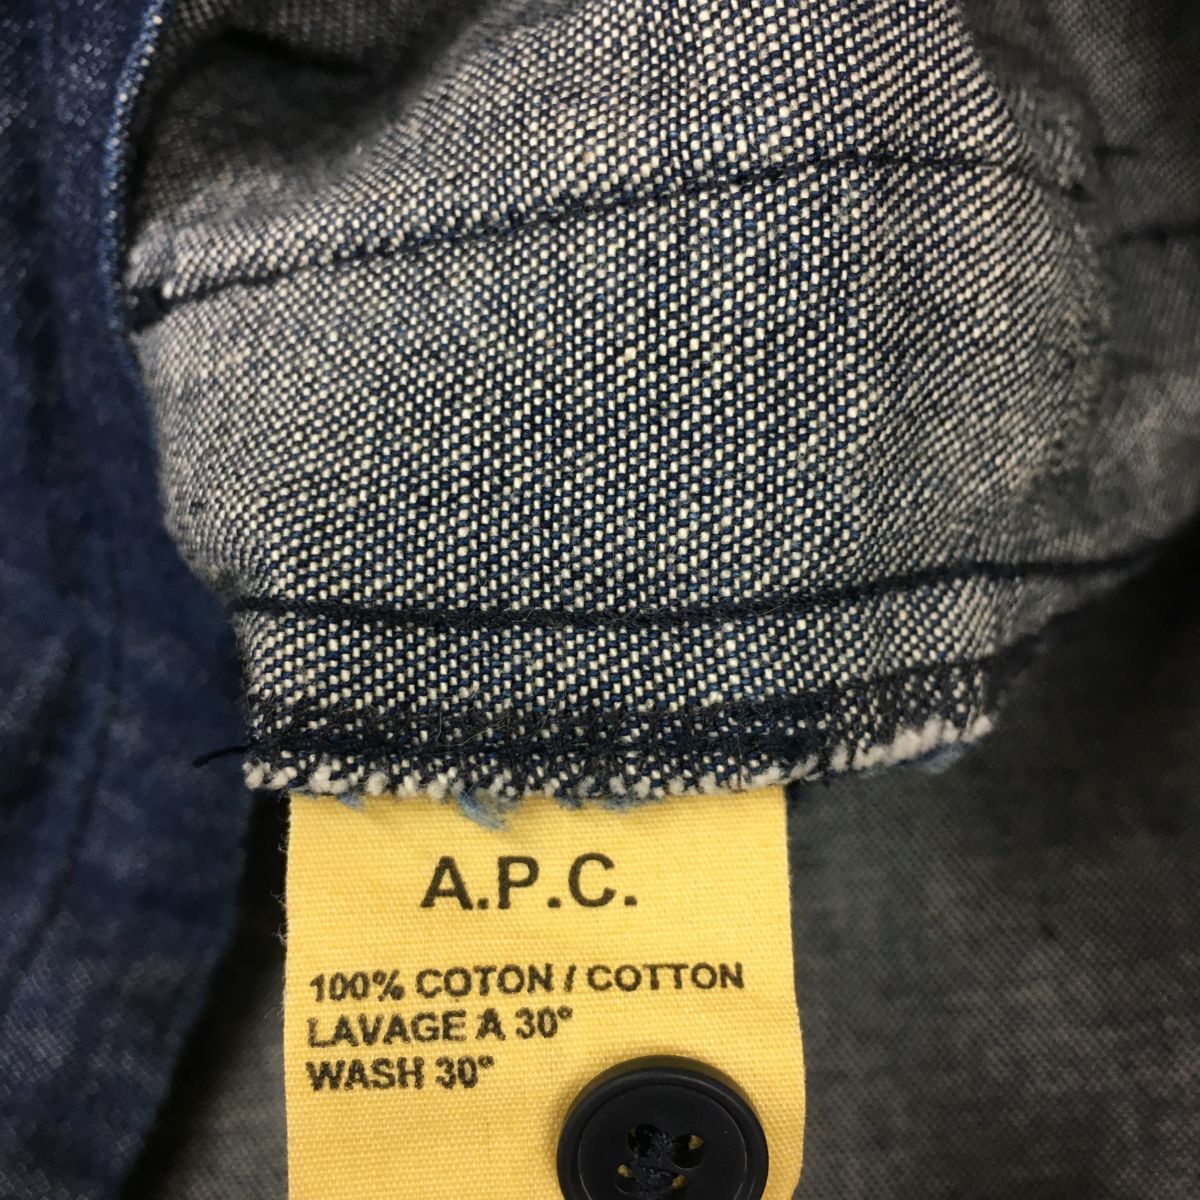 A.P.C.
100% COTON / COTTON
LAVAGE A 30°
WASH 30°